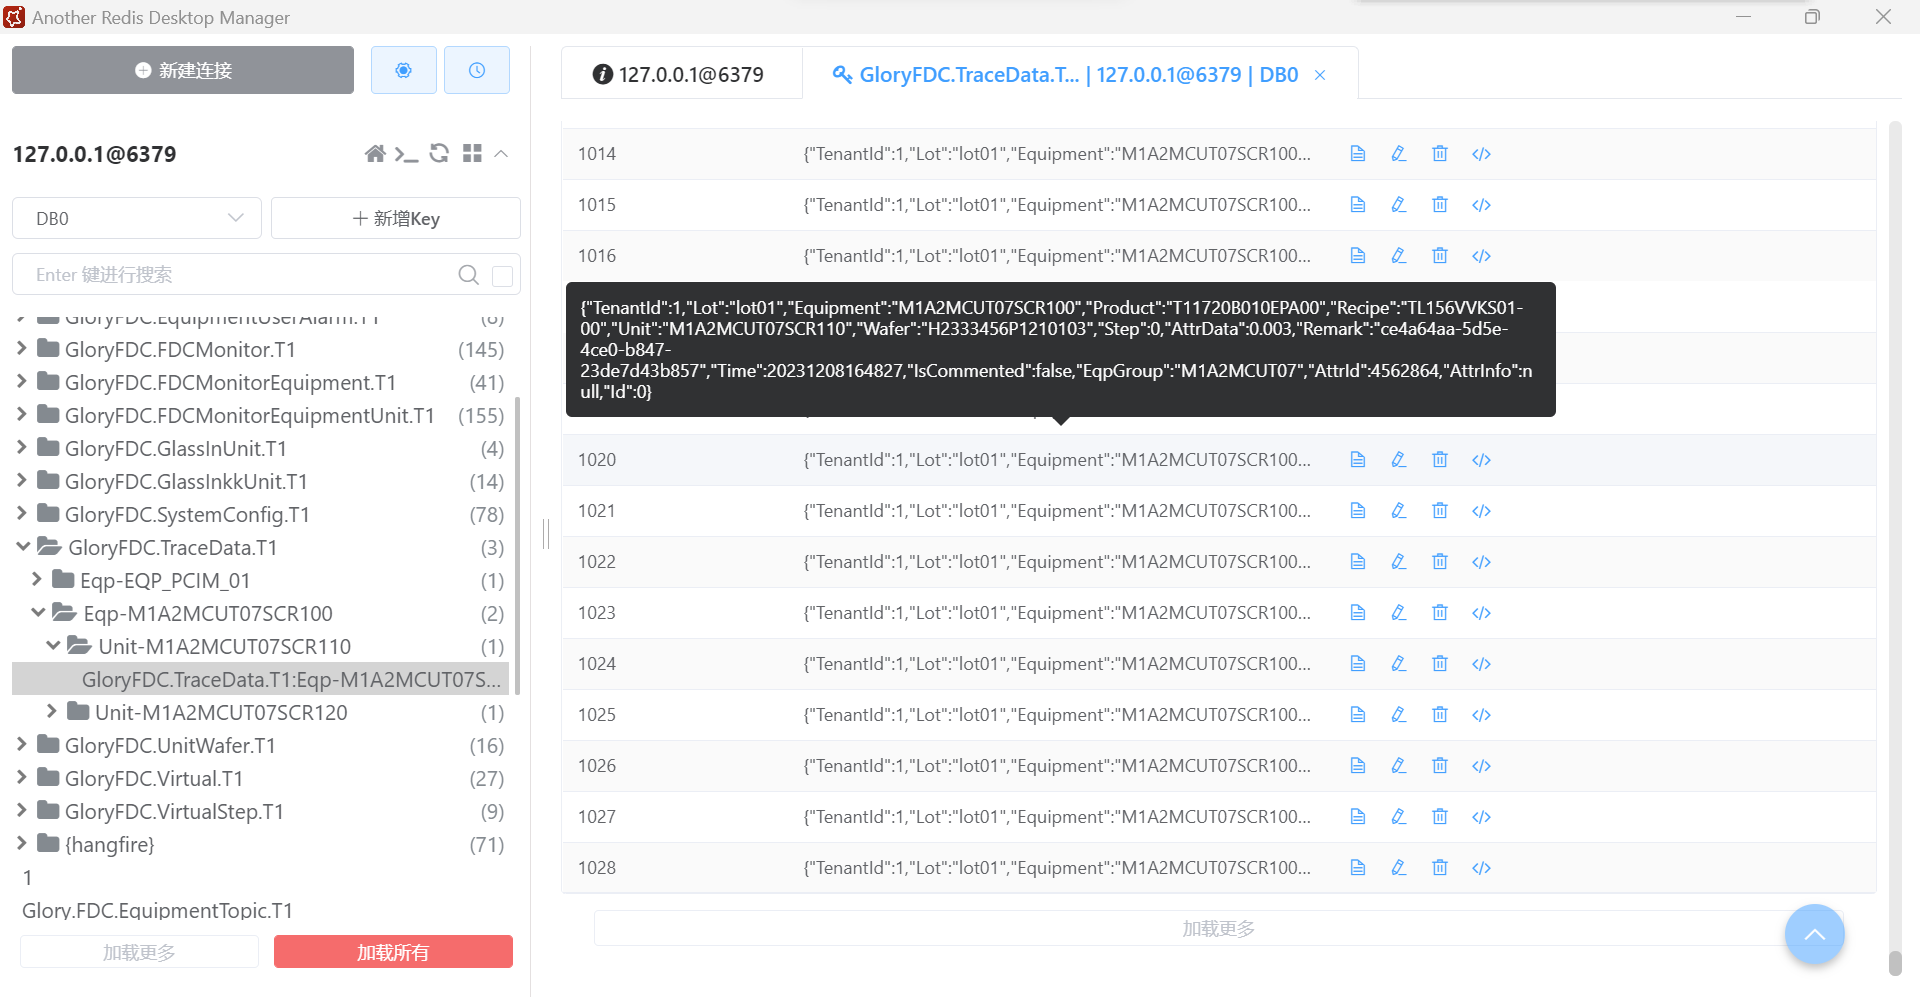 Another Redis Desktop Manager
新建连接
127.0.0.1@6379
DB0
新增Key
Enter 键进行搜索
GloryFDC.EquipmentUserAlarm.T1 (6)
GloryFDC.FDCMonitor.T1 (145)
GloryFDC.FDCMonitorEquipment.T1 (41)
GloryFDC.FDCMonitorEquipmentUnit.T1 (155)
GloryFDC.GlassInUnit.T1 (4)
GloryFDC.GlassInkkUnit.T1 (14)
GloryFDC.SystemConfig.T1 (78)
GloryFDC.TraceData.T1 (3)
Eqp-EQP_PCIM_01 (1)
Eqp-M1A2MCUT07SCR100 (2)
Unit-M1A2MCUT07SCR110 (1)
GloryFDC.TraceData.T1:Eqp-M1A2MCUT07S...
Unit-M1A2MCUT07SCR120 (1)
GloryFDC.UnitWafer.T1 (16)
GloryFDC.Virtual.T1 (27)
GloryFDC.VirtualStep.T1 (9)
{hangfire} (71)
1
Glory.FDC.EquipmentTopic.T1
加载更多 加载所有
127.0.0.1@6379
GloryFDC.TraceData.T... | 127.0.0.1@6379 | DB0 ×
1014 {"TenantId":1,"Lot":"lot01","Equipment":"M1A2MCUT07SCR100...
1015 {"TenantId":1,"Lot":"lot01","Equipment":"M1A2MCUT07SCR100...
1016 {"TenantId":1,"Lot":"lot01","Equipment":"M1A2MCUT07SCR100...
{"TenantId":1,"Lot":"lot01","Equipment":"M1A2MCUT07SCR100","Product":"T11720B010EPA00","Recipe":"TL156VVKS01-
00","Unit":"M1A2MCUT07SCR110","Wafer":"H2333456P1210103","Step":0,"AttrData":0.003,"Remark":"ce4a64aa-5d5e-
4ce0-b847-
23de7d43b857","Time":20231208164827,"IsCommented":false,"EqpGroup":"M1A2MCUT07","AttrId":4562864,"AttrInfo":n
ull,"Id":0}
1020 {"TenantId":1,"Lot":"lot01","Equipment":"M1A2MCUT07SCR100...
1021 {"TenantId":1,"Lot":"lot01","Equipment":"M1A2MCUT07SCR100...
1022 {"TenantId":1,"Lot":"lot01","Equipment":"M1A2MCUT07SCR100...
1023 {"TenantId":1,"Lot":"lot01","Equipment":"M1A2MCUT07SCR100...
1024 {"TenantId":1,"Lot":"lot01","Equipment":"M1A2MCUT07SCR100...
1025 {"TenantId":1,"Lot":"lot01","Equipment":"M1A2MCUT07SCR100...
1026 {"TenantId":1,"Lot":"lot01","Equipment":"M1A2MCUT07SCR100...
1027 {"TenantId":1,"Lot":"lot01","Equipment":"M1A2MCUT07SCR100...
1028 {"TenantId":1,"Lot":"lot01","Equipment":"M1A2MCUT07SCR100...
加载更多